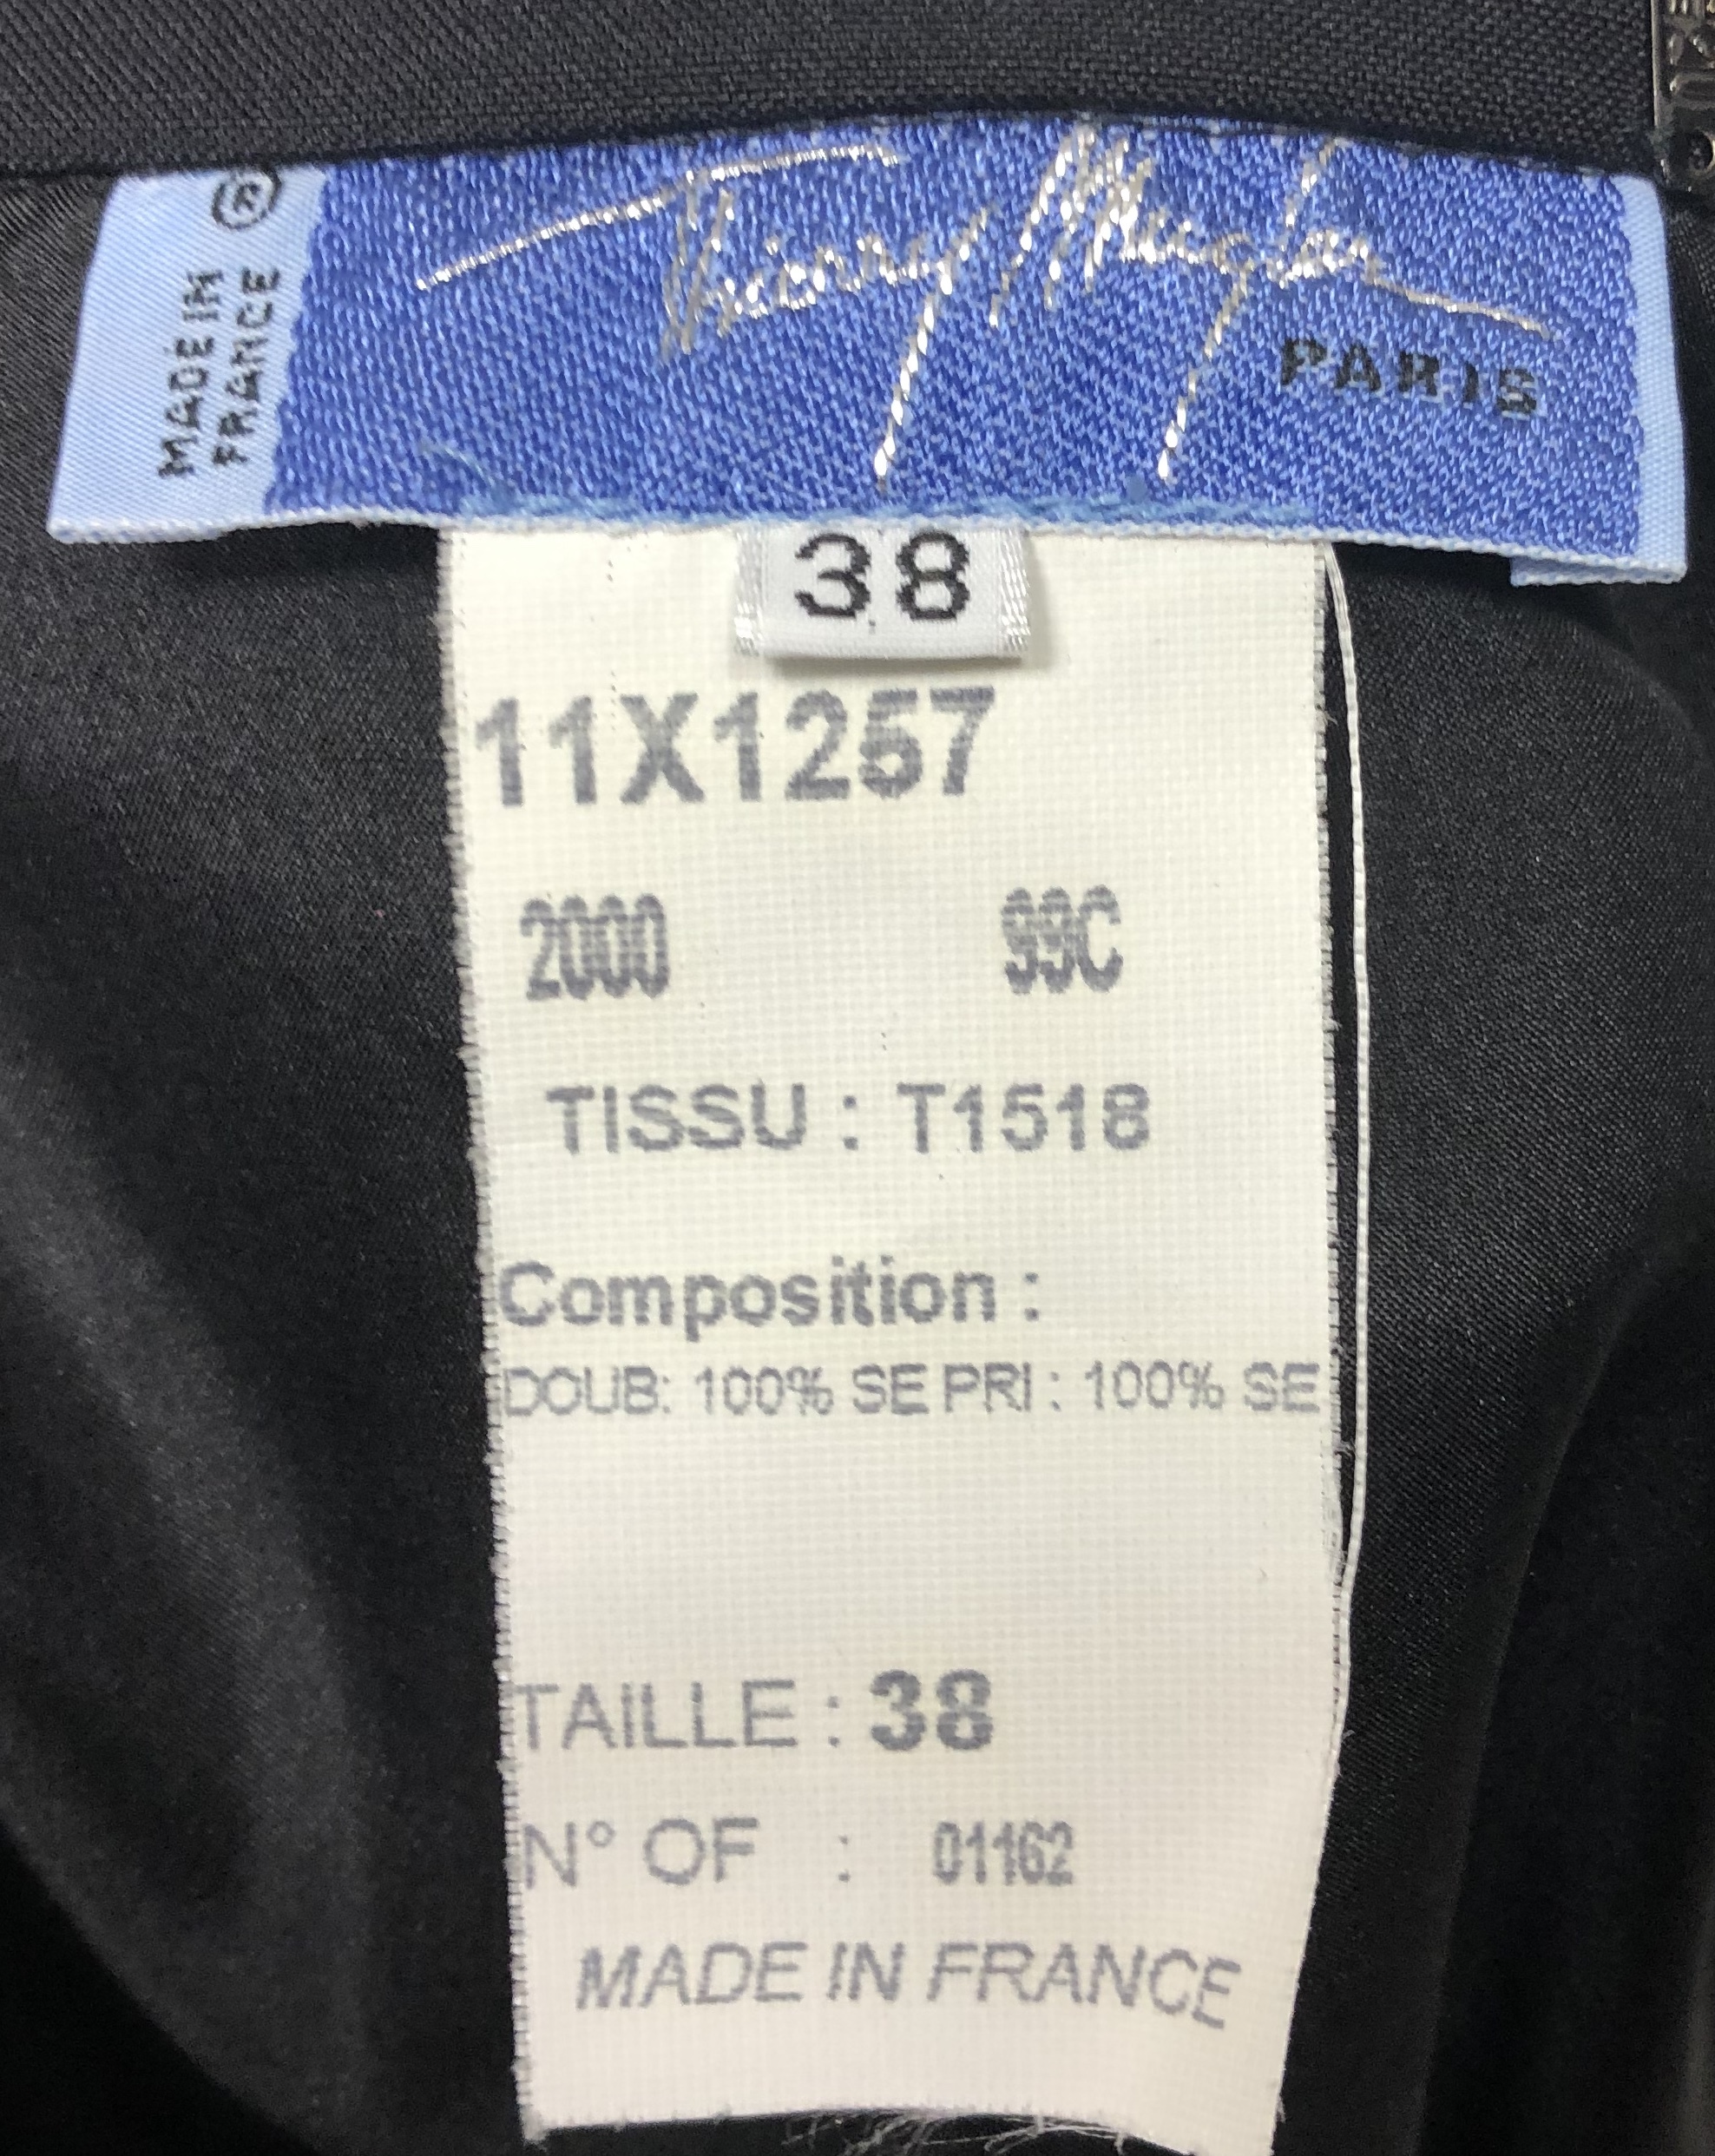 ®
MADE IN
FRANCE
Thierry Mugler
PARIS
38
11X1257
2000 99C
TISSU : T1518
Composition :
DOUB: 100% SE PRI : 100% SE
TAILLE : 38
N° OF : 01162
MADE IN FRANCE